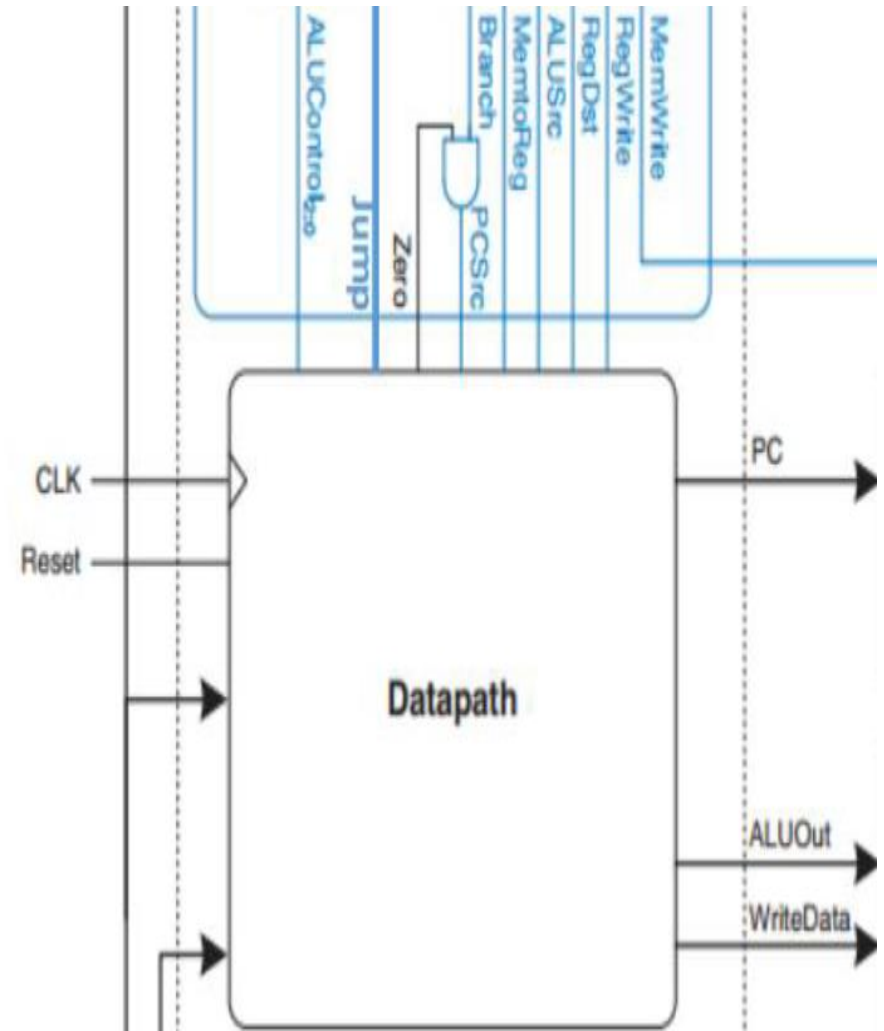 ALUControl2:0
Jump
Zero
Branch
PCSrc
MemtoReg
ALUSrc
RegDst
RegWrite
MemWrite
CLK
Reset
PC
Datapath
ALUOut
WriteData